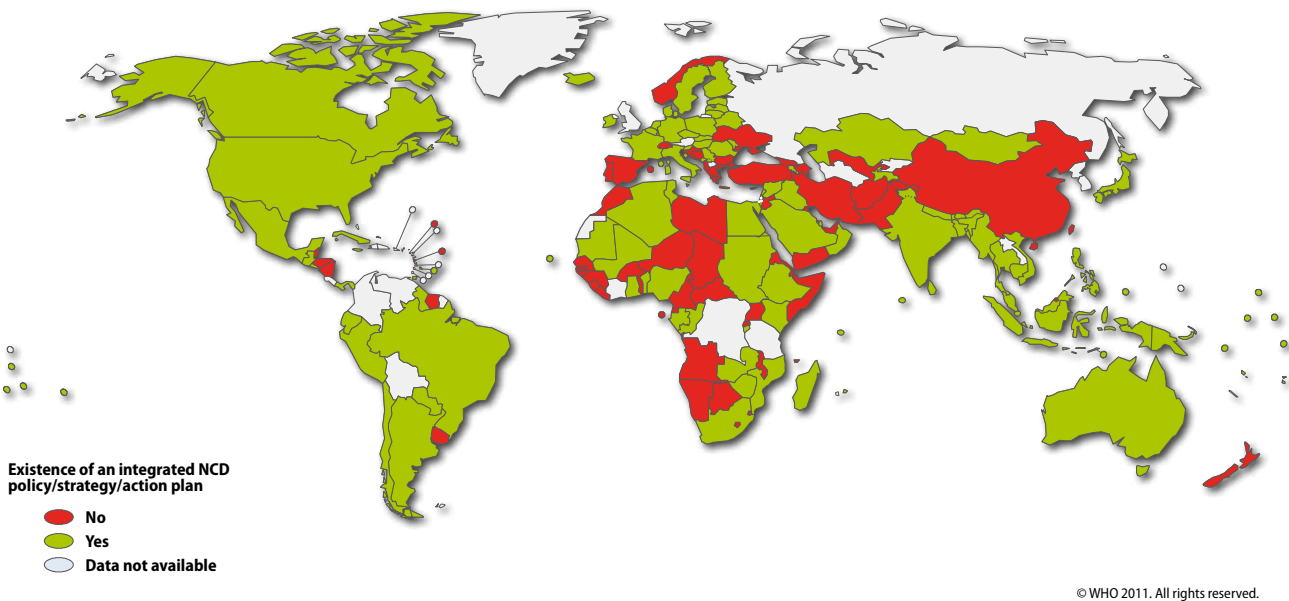 Existence of an integrated NCD
policy/strategy/action plan
No
Yes
Data not available
© WHO 2011. All rights reserved.